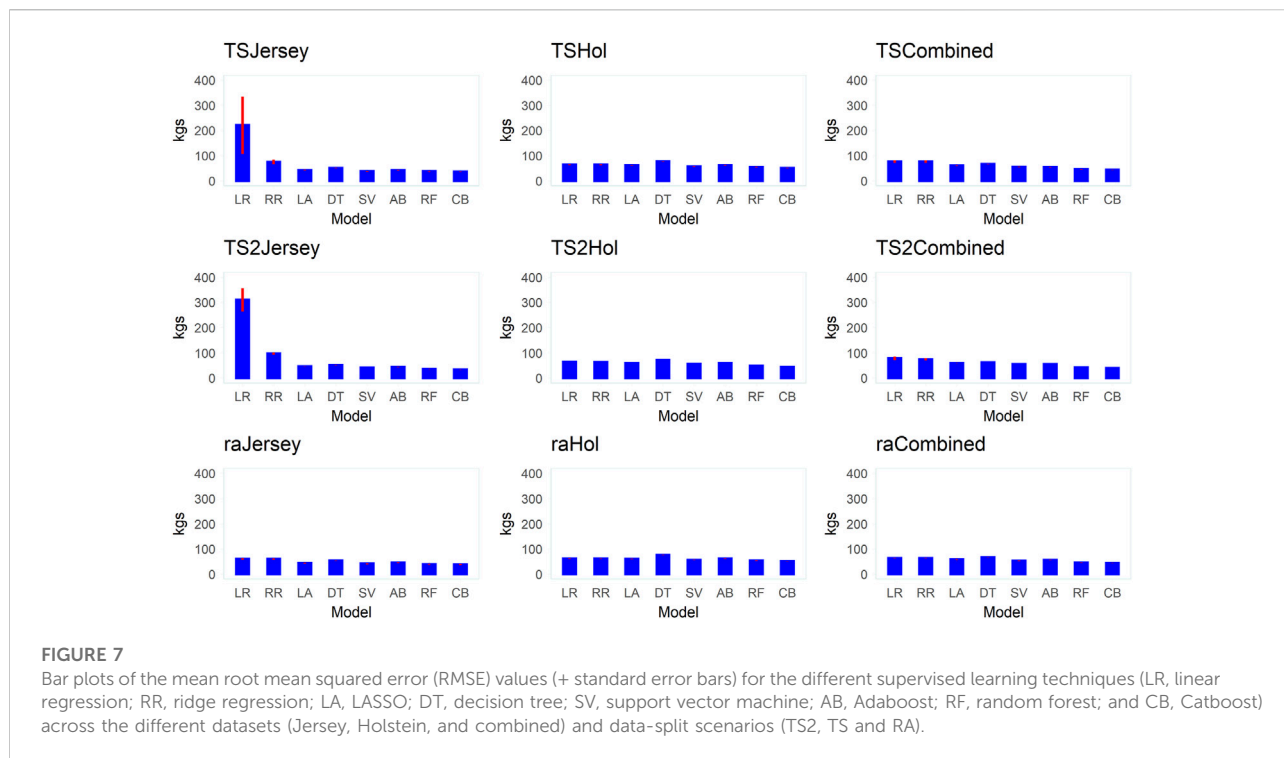 TSJersey
TSHol
TSCombined
400
300
200
100
0
kgs
LR RR LA DT SV AB RF CB
Model
400
300
200
100
0
kgs
LR RR LA DT SV AB RF CB
Model
400
300
200
100
0
kgs
LR RR LA DT SV AB RF CB
Model
TS2Jersey
TS2Hol
TS2Combined
400
300
200
100
0
kgs
LR RR LA DT SV AB RF CB
Model
400
300
200
100
0
kgs
LR RR LA DT SV AB RF CB
Model
400
300
200
100
0
kgs
LR RR LA DT SV AB RF CB
Model
raJersey
raHol
raCombined
400
300
200
100
0
kgs
LR RR LA DT SV AB RF CB
Model
400
300
200
100
0
kgs
LR RR LA DT SV AB RF CB
Model
400
300
200
100
0
kgs
LR RR LA DT SV AB RF CB
Model
FIGURE 7
Bar plots of the mean root mean squared error (RMSE) values (+ standard error bars) for the different supervised learning techniques (LR, linear
regression; RR, ridge regression; LA, LASSO; DT, decision tree; SV, support vector machine; AB, Adaboost; RF, random forest; and CB, Catboost)
across the different datasets (Jersey, Holstein, and combined) and data-split scenarios (TS2, TS and RA).